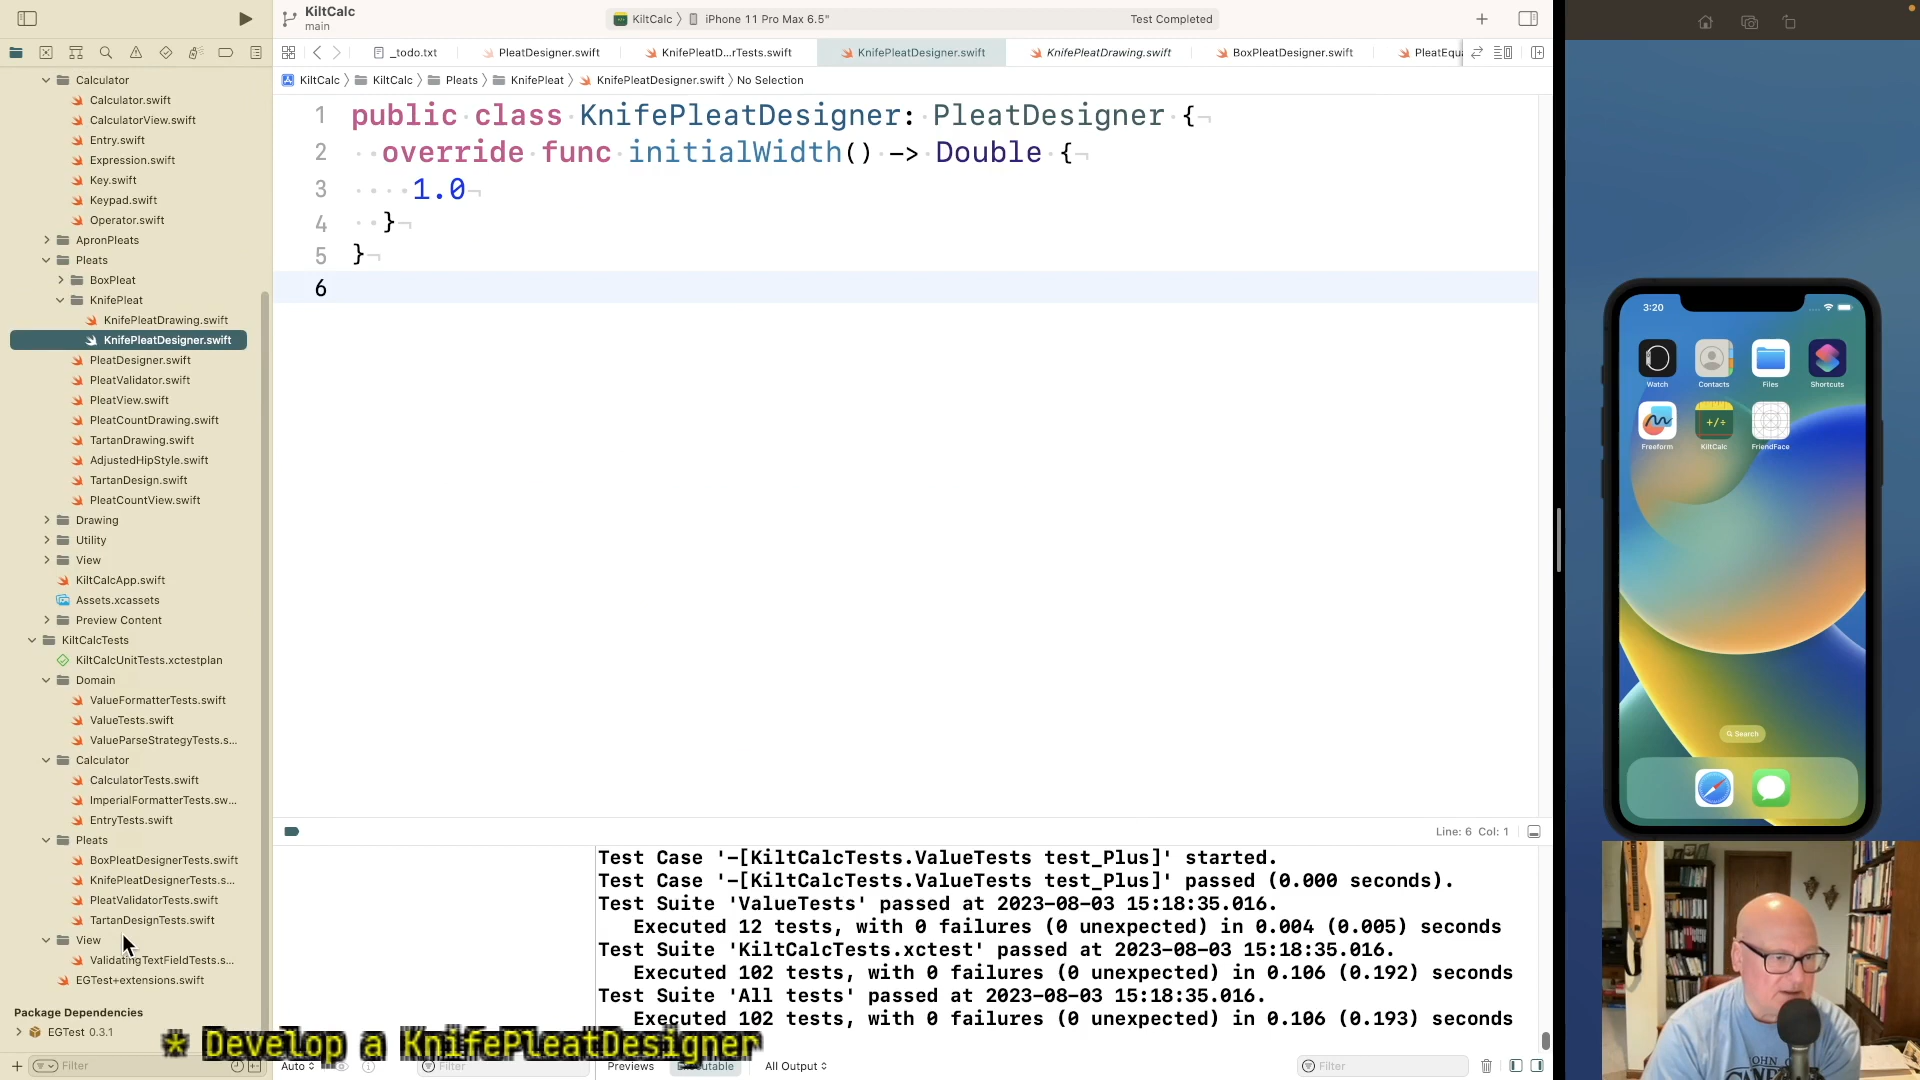 KiltCalc
main
KiltCalc
iPhone 11 Pro Max 6.5"
Test Completed
_todo.txt
PleatDesigner.swift
KnifePleatD...rTests.swift
KnifePleatDesigner.swift
KnifePleatDrawing.swift
BoxPleatDesigner.swift
PleatEqua
KiltCalc
KiltCalc
Pleats
KnifePleat
KnifePleatDesigner.swift
No Selection
Calculator
Calculator.swift
CalculatorView.swift
Entry.swift
Expression.swift
Key.swift
Keypad.swift
Operator.swift
ApronPleats
Pleats
BoxPleat
KnifePleat
KnifePleatDrawing.swift
KnifePleatDesigner.swift
PleatDesigner.swift
PleatValidator.swift
PleatView.swift
PleatCountDrawing.swift
TartanDrawing.swift
AdjustedHipStyle.swift
TartanDesign.swift
PleatCountView.swift
Drawing
Utility
View
KiltCalcApp.swift
Assets.xcassets
Preview Content
KiltCalcTests
KiltCalcUnitTests.xctestplan
Domain
ValueFormatterTests.swift
ValueTests.swift
ValueParseStrategyTests.s...
Calculator
CalculatorTests.swift
ImperialFormatterTests.sw...
EntryTests.swift
Pleats
BoxPleatDesignerTests.swift
KnifePleatDesignerTests.s...
PleatValidatorTests.swift
TartanDesignTests.swift
View
ValidatingTextFieldTests.s...
EGTest+extensions.swift
Package Dependencies
EGTest 0.3.1
Filter
1 public class KnifePleatDesigner: PleatDesigner {
2 override func initialWidth() -> Double {
3 1.0
4 }
5 }
6
Line: 6 Col: 1
Test Case '-[KiltCalcTests.ValueTests test_Plus]' started.
Test Case '-[KiltCalcTests.ValueTests test_Plus]' passed (0.000 seconds).
Test Suite 'ValueTests' passed at 2023-08-03 15:18:35.016.
Executed 12 tests, with 0 failures (0 unexpected) in 0.004 (0.005) seconds
Test Suite 'KiltCalcTests.xctest' passed at 2023-08-03 15:18:35.016.
Executed 102 tests, with 0 failures (0 unexpected) in 0.106 (0.192) seconds
Test Suite 'All tests' passed at 2023-08-03 15:18:35.016.
Executed 102 tests, with 0 failures (0 unexpected) in 0.106 (0.193) seconds
* Develop a KnifePleatDesigner
Auto
Filter
Previews
Executable
All Output
Filter
3:20
Watch
Contacts
Files
Shortcuts
Freeform
KiltCalc
FriendFace
Search